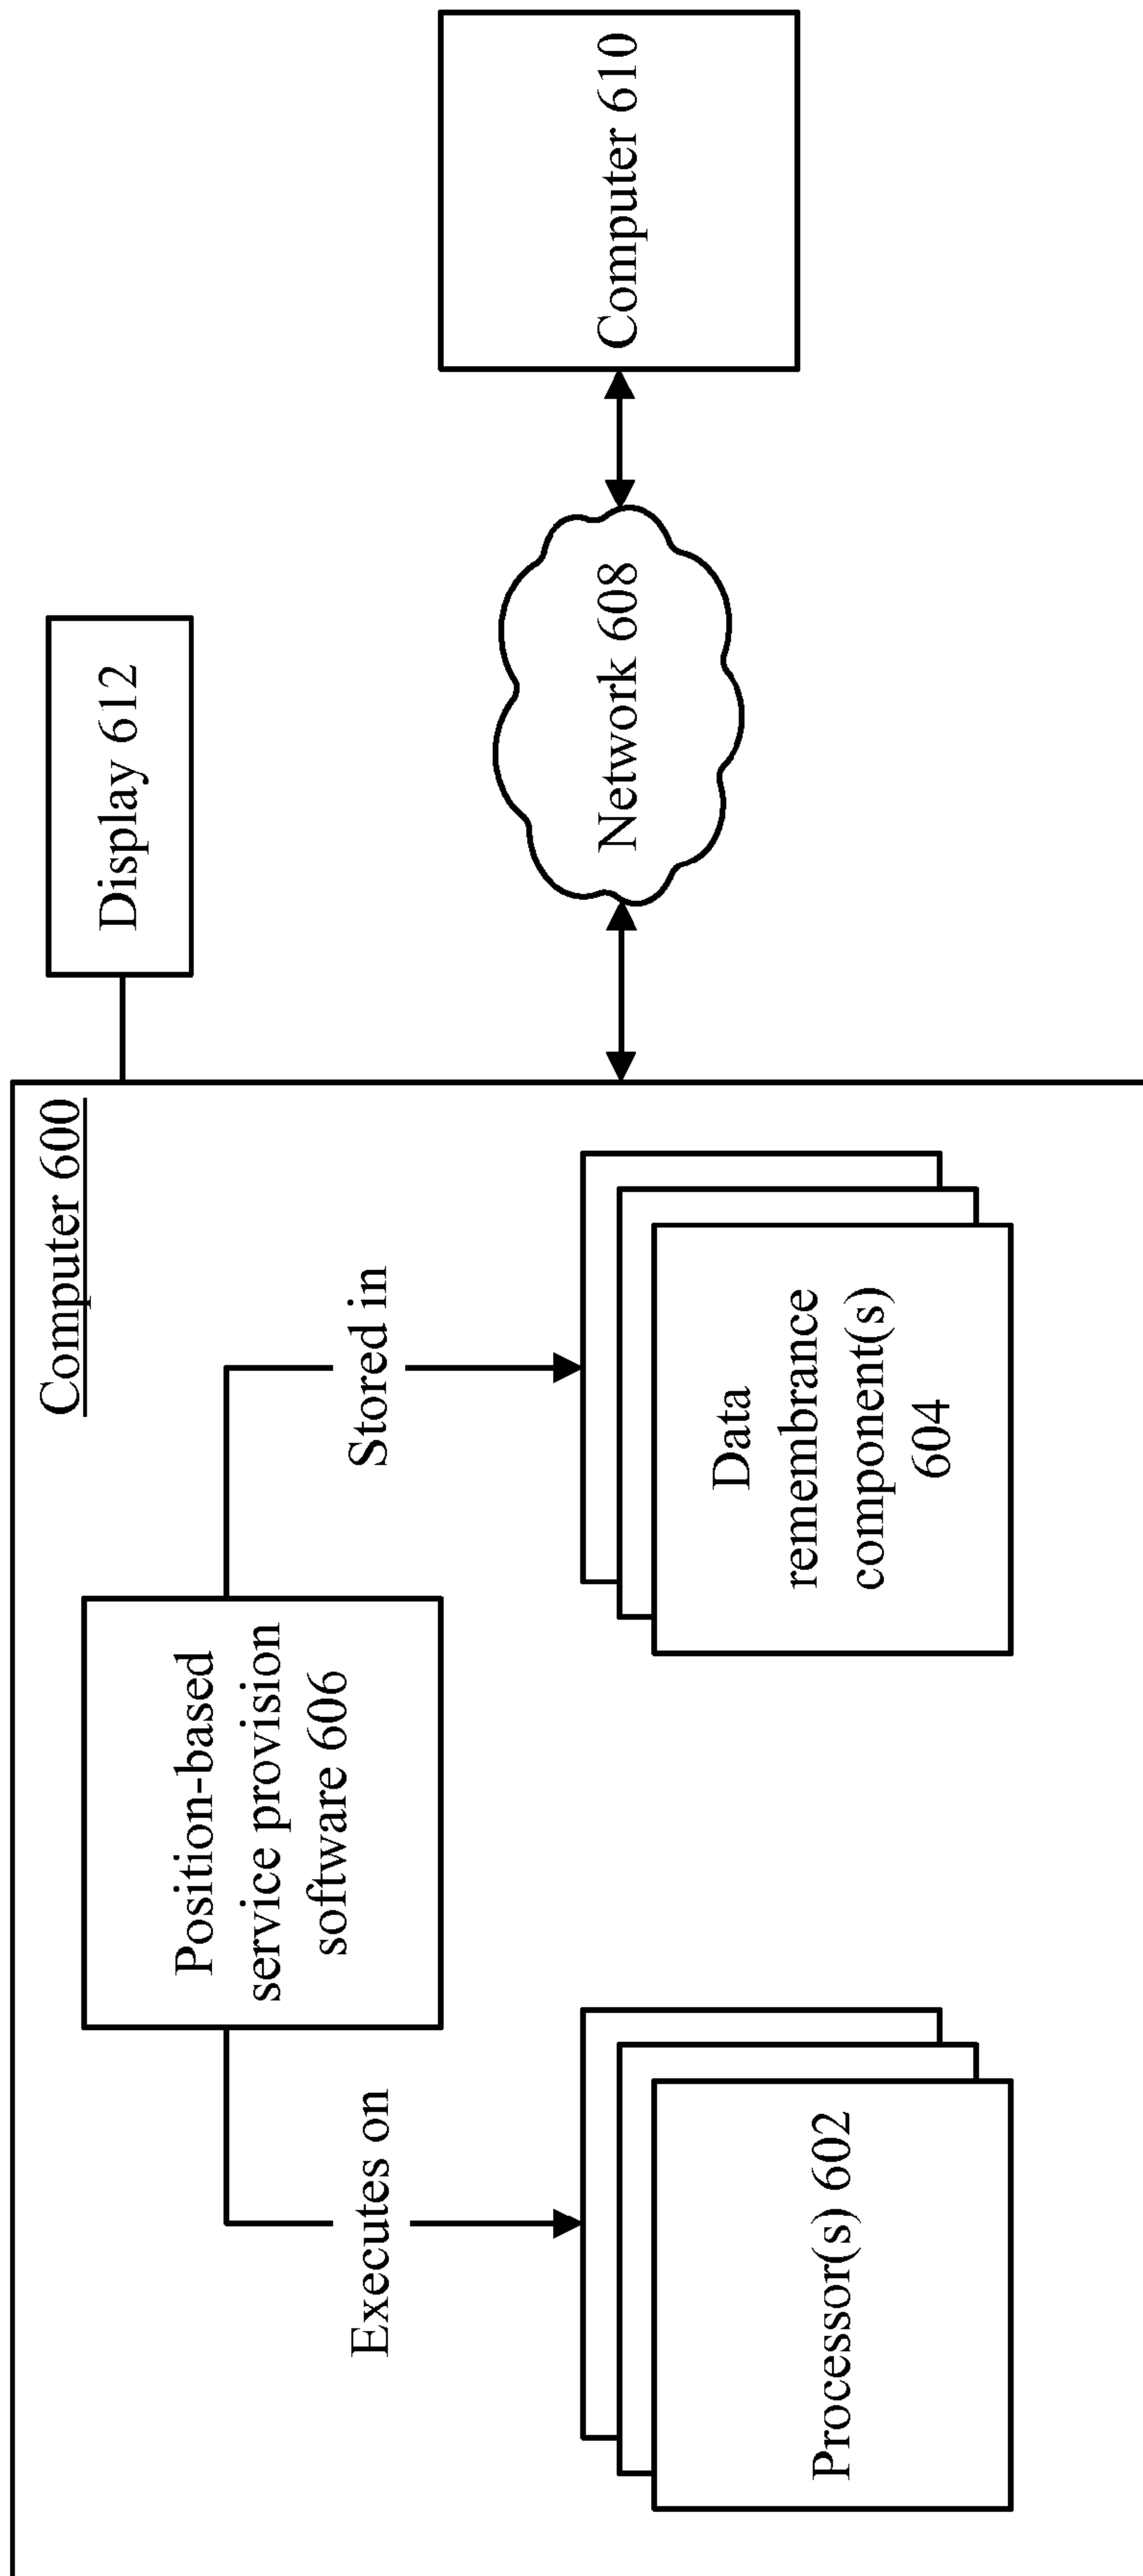 Computer 600
Position-based
service provision
software 606
Executes on
Stored in
Processor(s) 602
Data
remembrance
component(s)
604
Display 612
Network 608
Computer 610